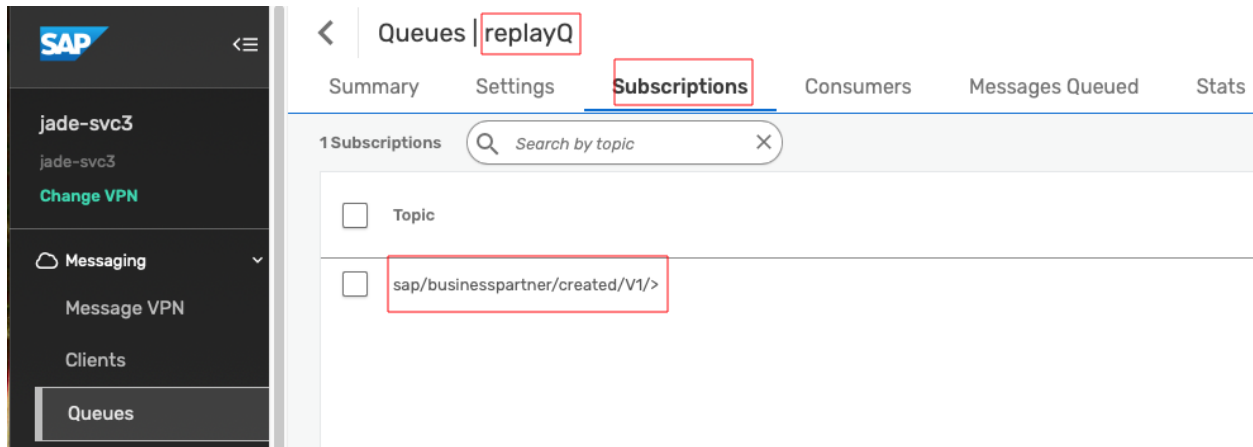 SAP
jade-svc3
jade-svc3
Change VPN
Messaging
Message VPN
Clients
Queues
Queues | replayQ
Summary Settings Subscriptions Consumers Messages Queued Stats
1 Subscriptions Search by topic
Topic
sap/businesspartner/created/V1/>